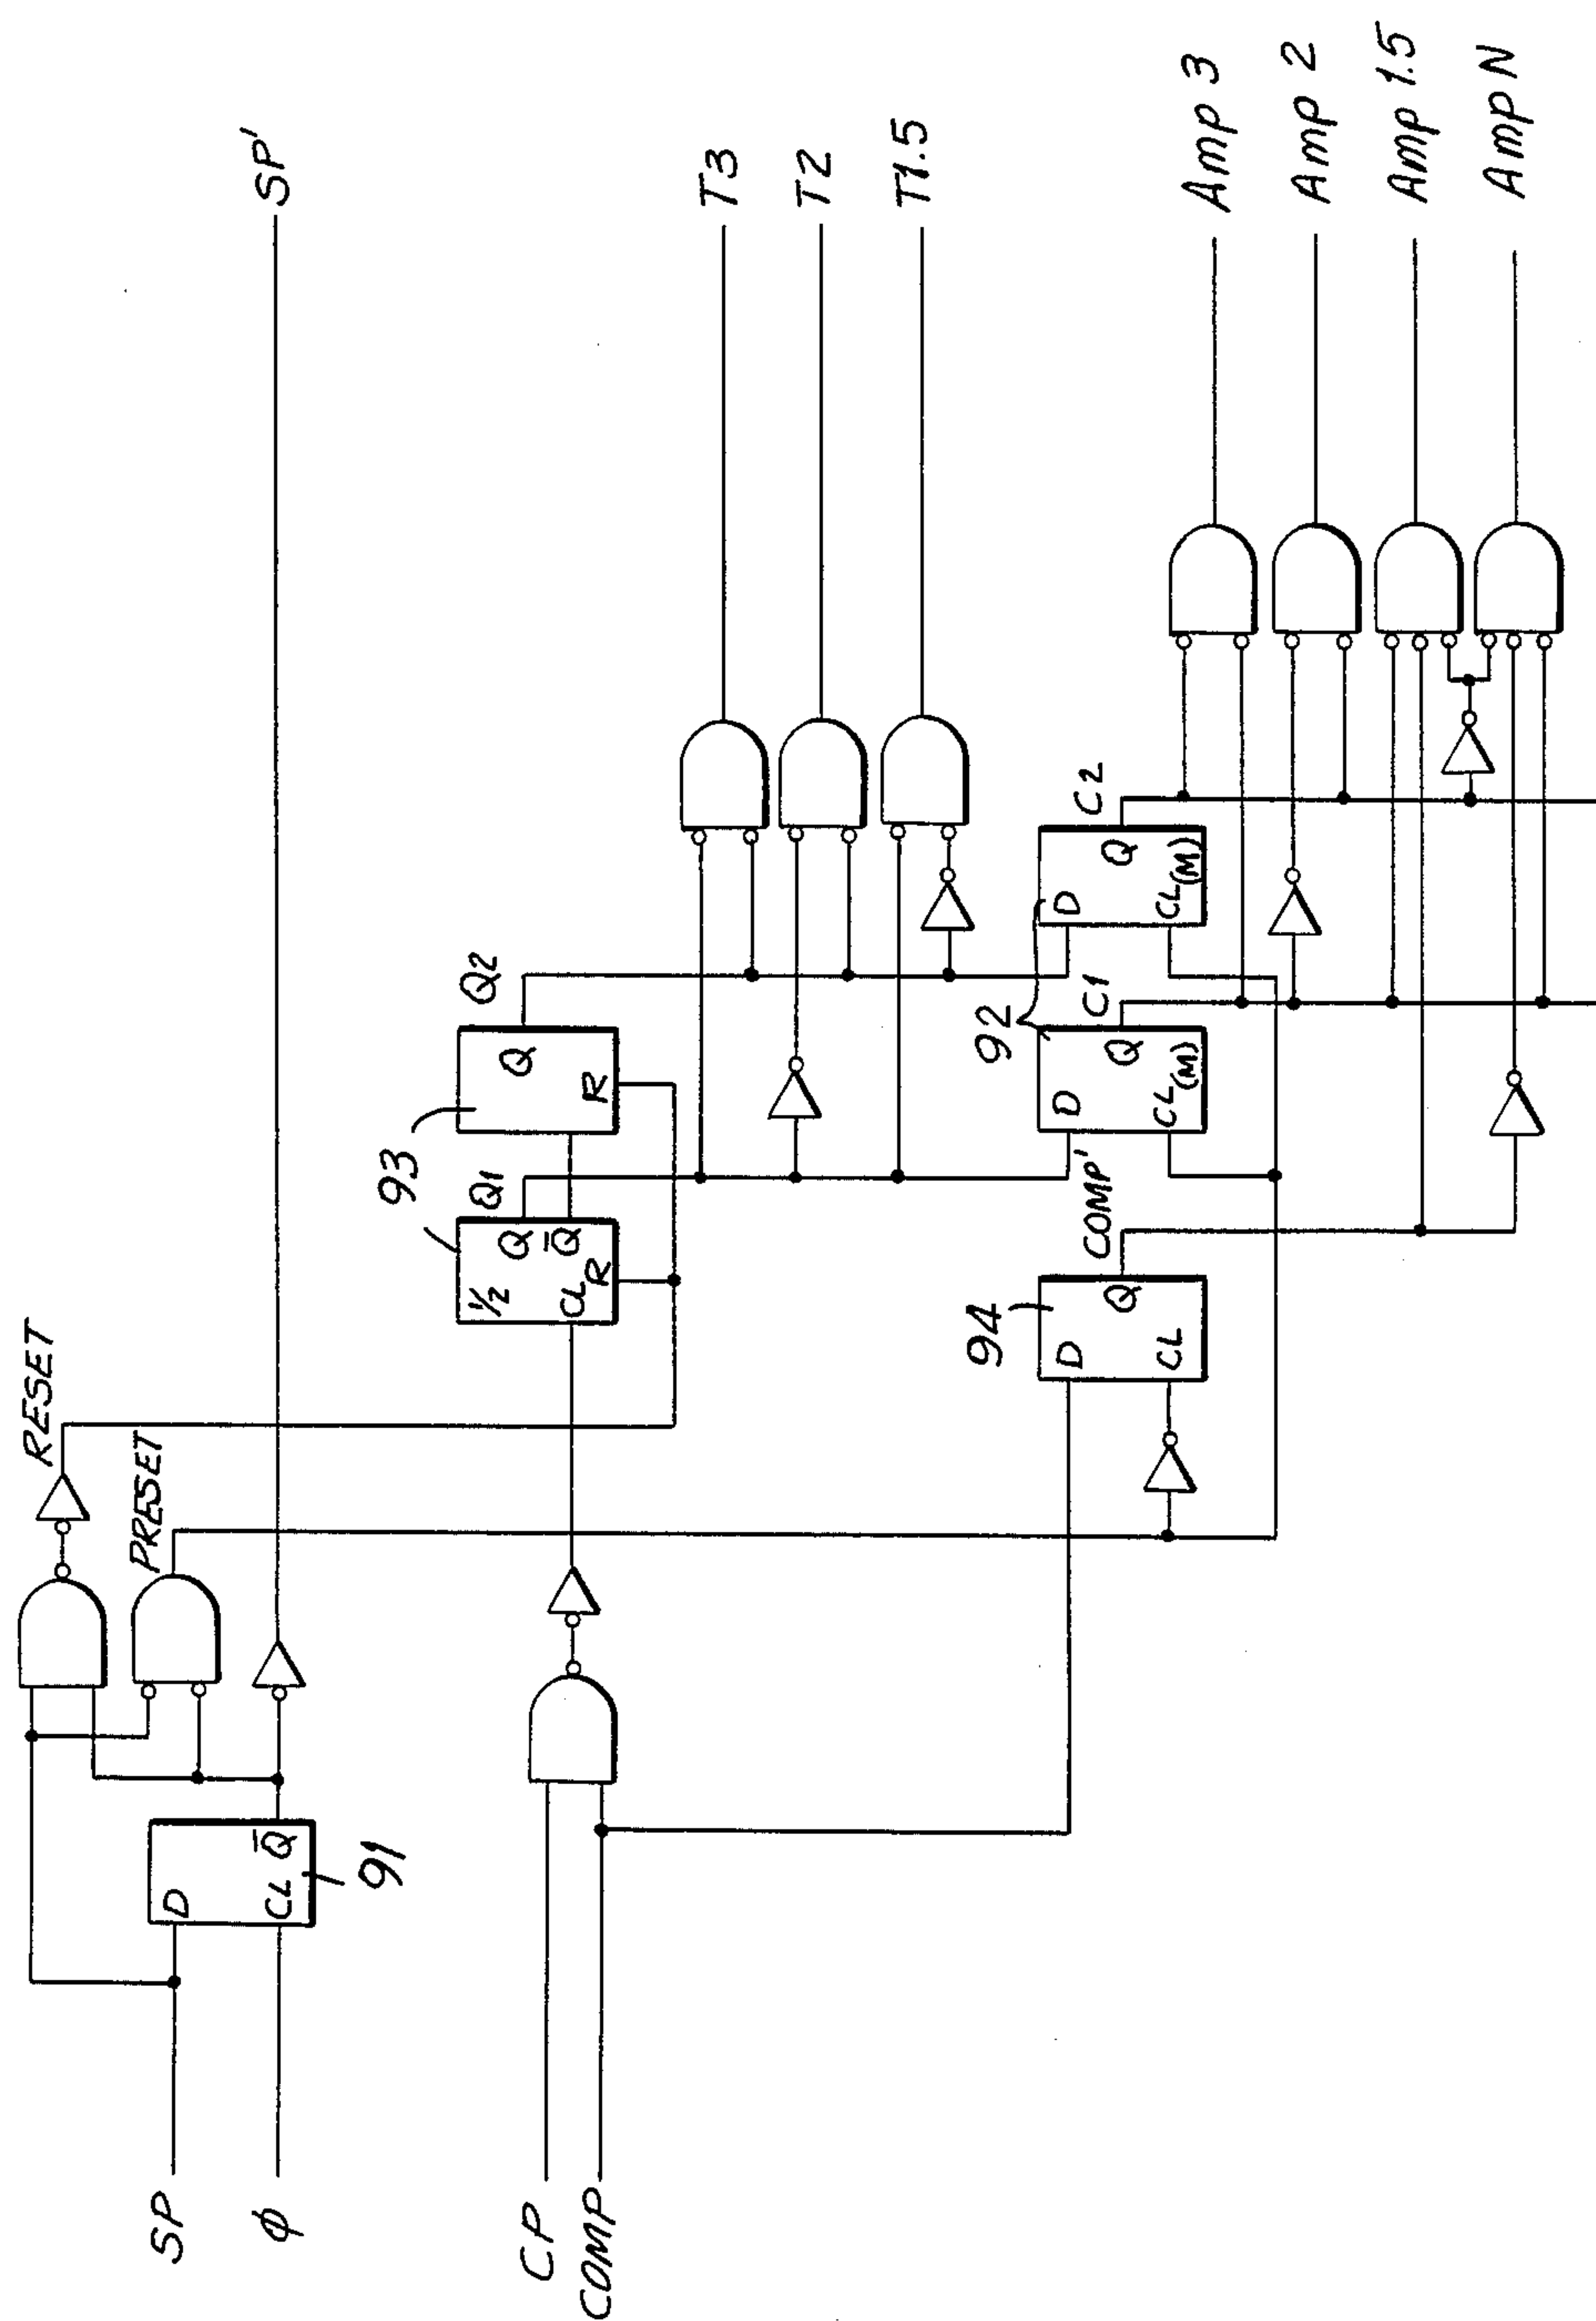 SP
φ
CP
COMP
D
CL
Q̅
91
RESET
PRESET
SP'
1/2
Q
Q̅
CL
R
Q1
93
Q
R
Q2
T3
T2
T1.5
94
D
Q
CL
COMP'
92
D
Q
CL(M)
C1
D
Q
CL(M)
C2
Amp 3
Amp 2
Amp 1.5
Amp N